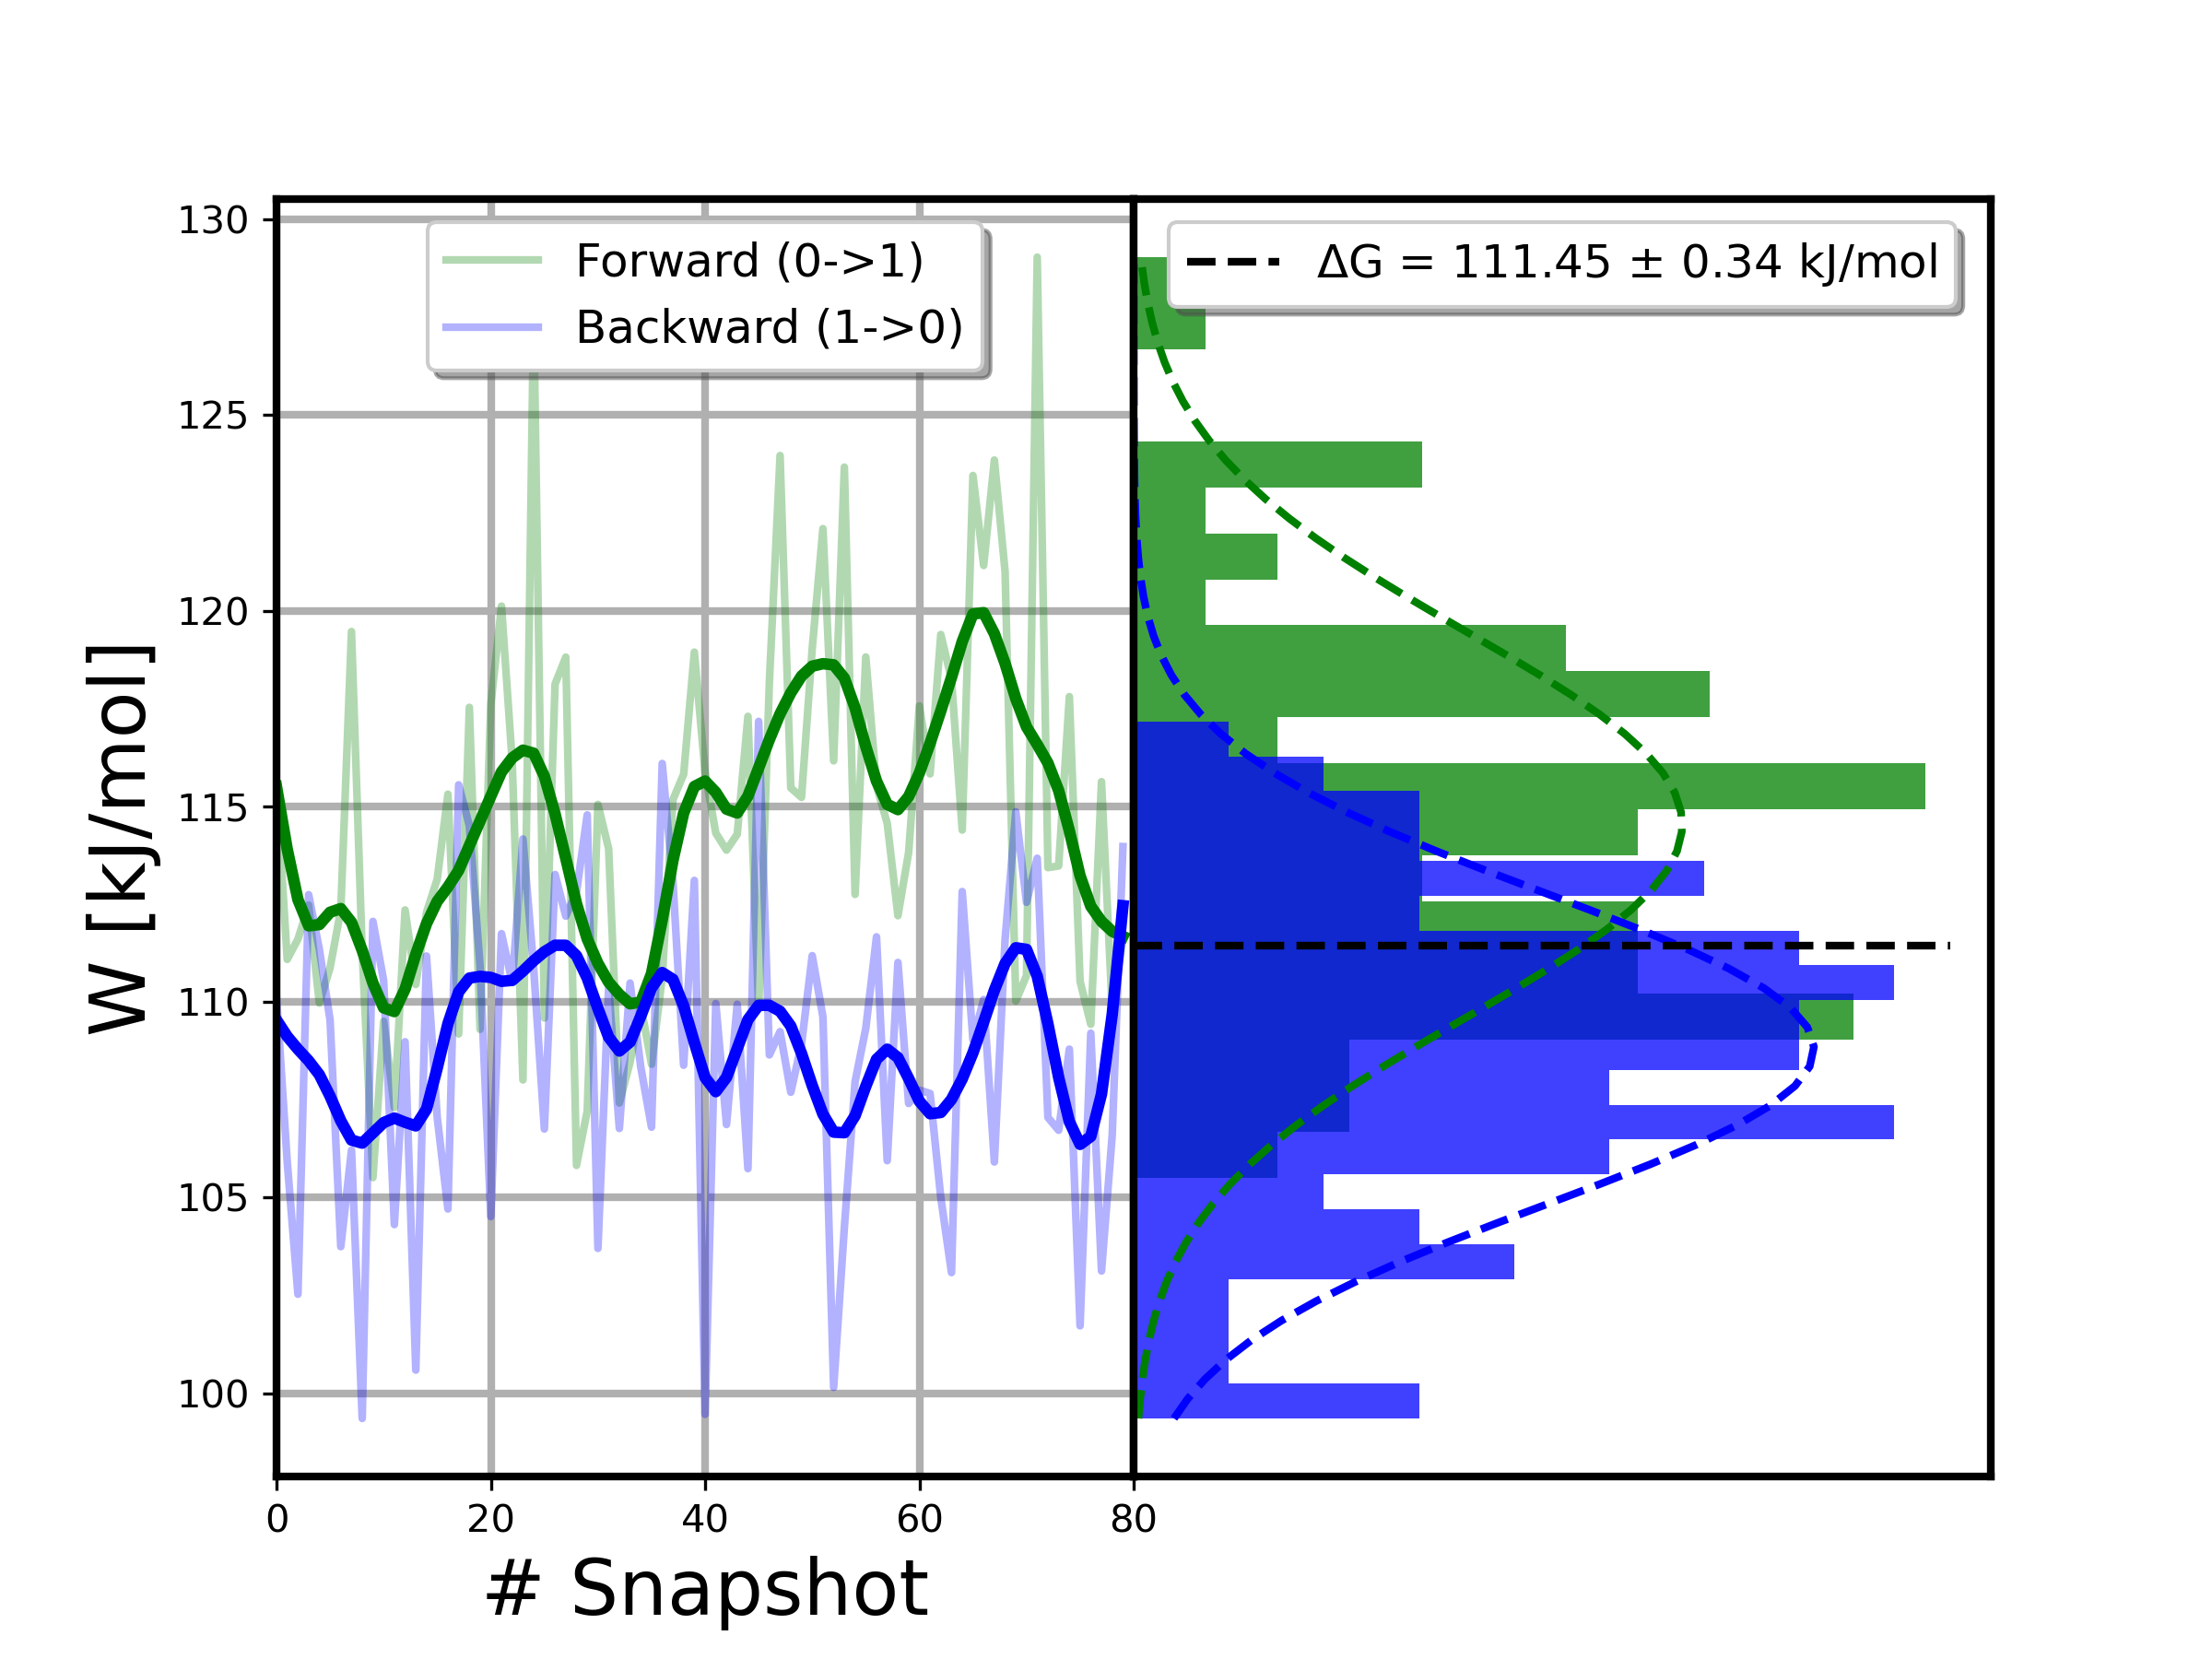 Forward (0->1)
Backward (1->0)
ΔG = 111.45 ± 0.34 kJ/mol
W [kJ/mol]
130
125
120
115
110
105
100
0 20 40 60 80
# Snapshot